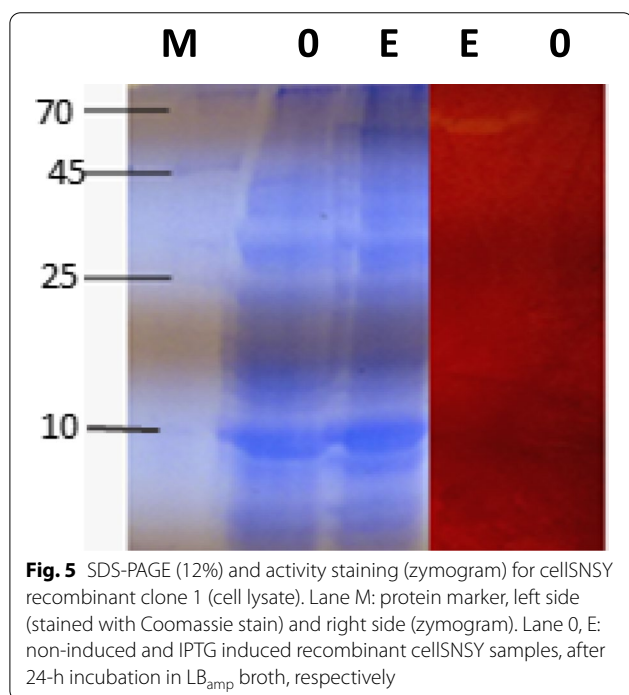 M 0 E E 0
70
45
25
10
Fig. 5 SDS-PAGE (12%) and activity staining (zymogram) for cellSNSY
recombinant clone 1 (cell lysate). Lane M: protein marker, left side
(stained with Coomassie stain) and right side (zymogram). Lane 0, E:
non-induced and IPTG induced recombinant cellSNSY samples, after
24-h incubation in LBamp broth, respectively